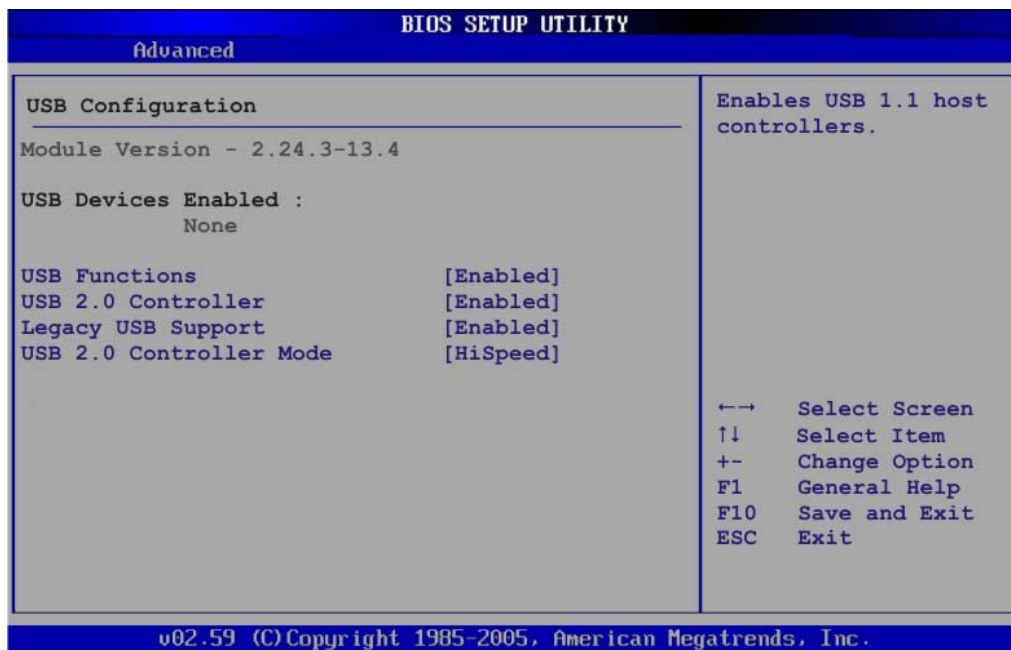 BIOS SETUP UTILITY
Advanced
USB Configuration
Module Version - 2.24.3-13.4
USB Devices Enabled :
None
USB Functions [Enabled]
USB 2.0 Controller [Enabled]
Legacy USB Support [Enabled]
USB 2.0 Controller Mode [HiSpeed]
Enables USB 1.1 host
controllers.
←→ Select Screen
↑↓ Select Item
+- Change Option
F1 General Help
F10 Save and Exit
ESC Exit
v02.59 (C)Copyright 1985-2005, American Megatrends, Inc.